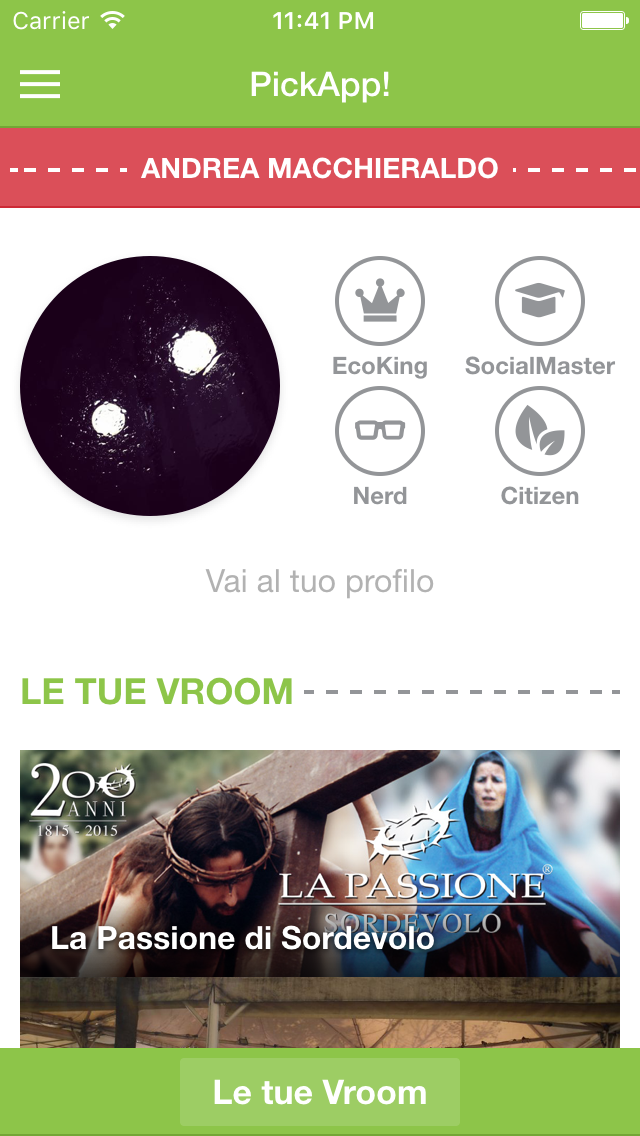 Carrier 11:41 PM
PickApp!
ANDREA MACCHIERALDO
EcoKing SocialMaster
Nerd Citizen
Vai al tuo profilo
LE TUE VROOM
200
ANNI
1815 - 2015
LA PASSIONE®
SORDEVOLO
La Passione di Sordevolo
Le tue Vroom